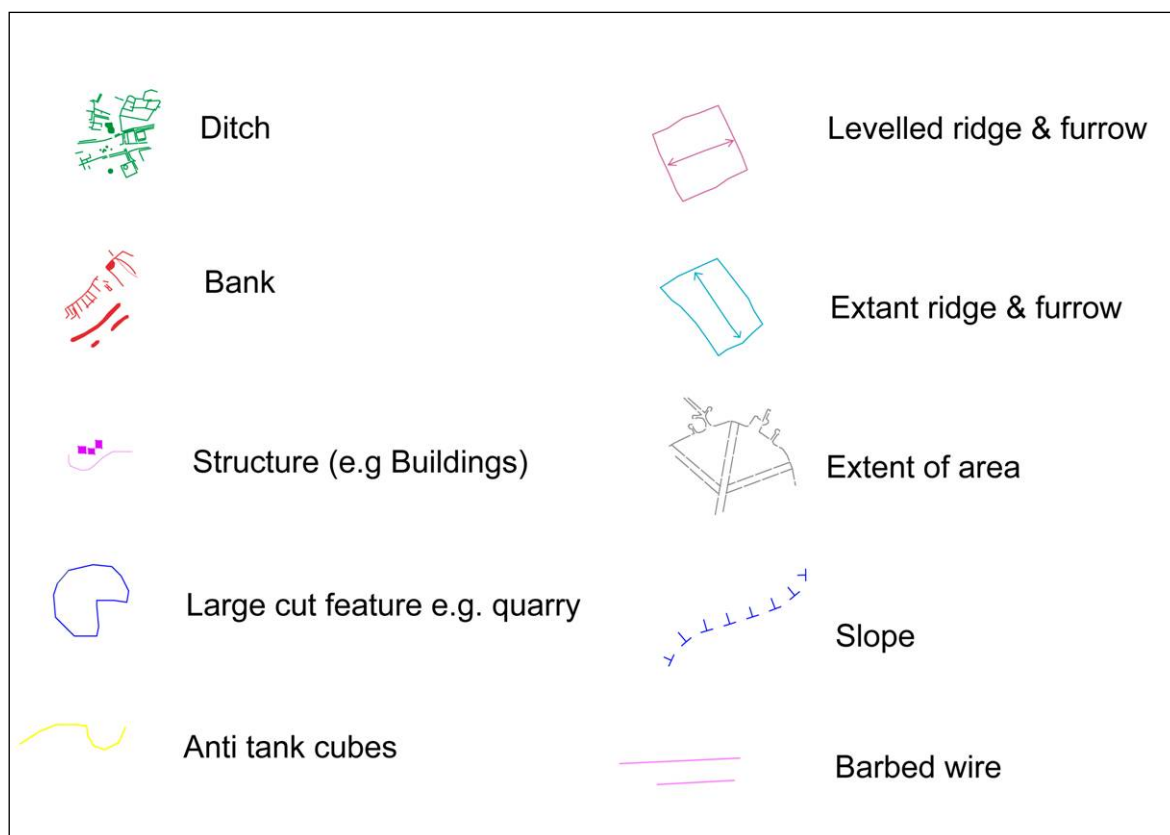 Ditch
Bank
Structure (e.g Buildings)
Large cut feature e.g. quarry
Anti tank cubes
Levelled ridge & furrow
Extant ridge & furrow
Extent of area
Slope
Barbed wire